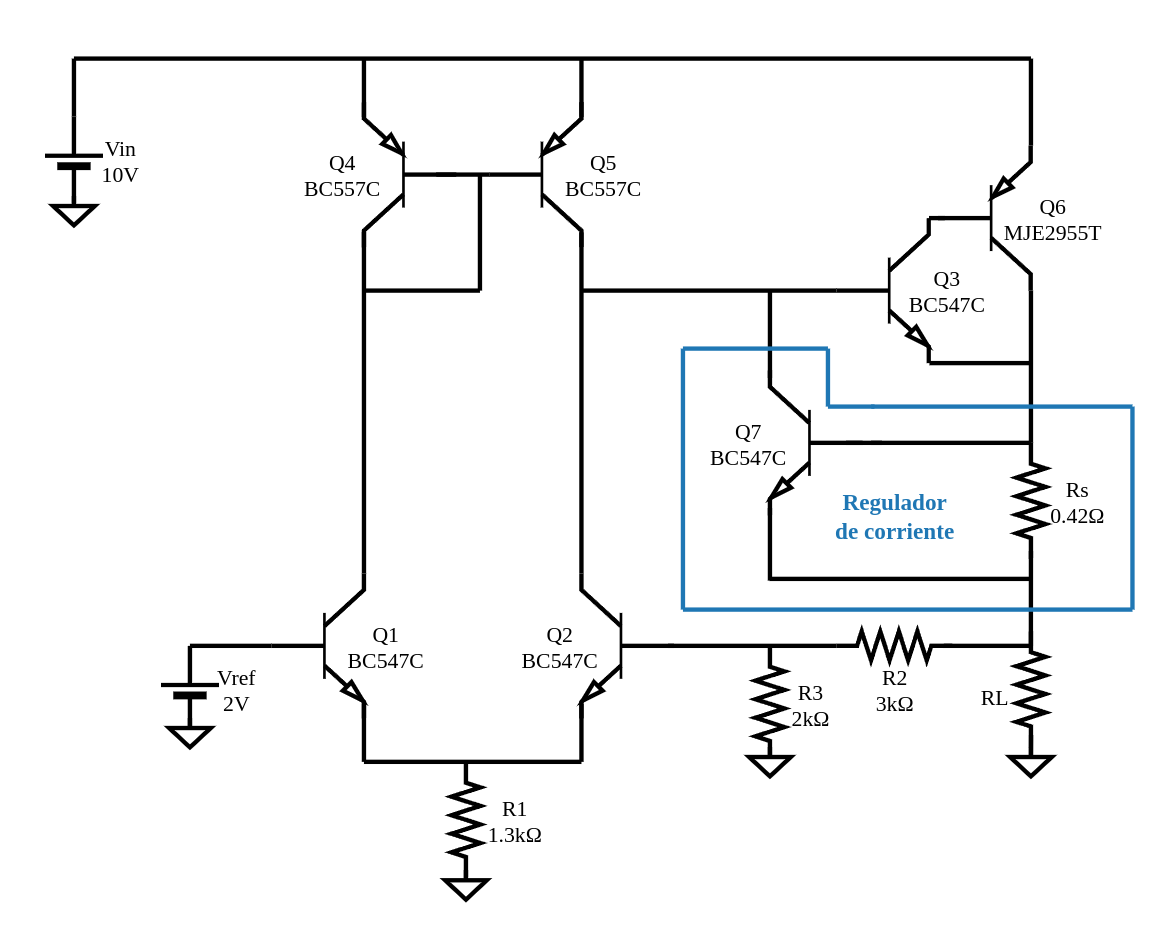 Vin
10V
Q4
BC557C
Q5
BC557C
Q6
MJE2955T
Q3
BC547C
Q7
BC547C
Regulador
de corriente
Rs
0.42Ω
Q1
BC547C
Q2
BC547C
Vref
2V
R3
2kΩ
R2
3kΩ
RL
R1
1.3kΩ